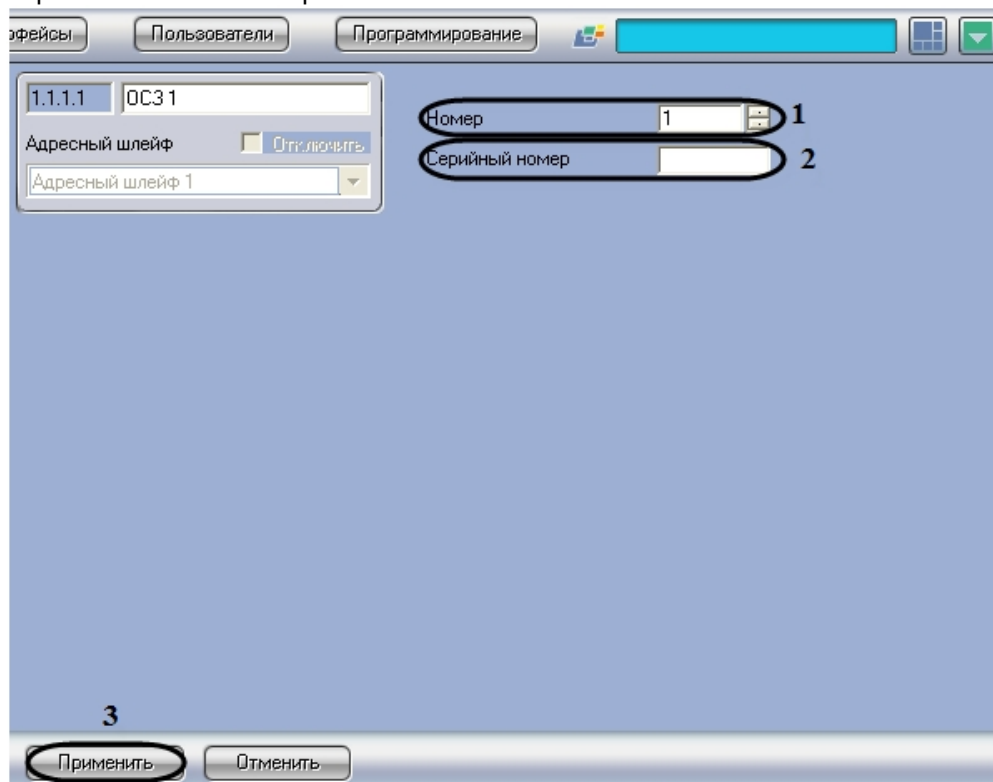 фейсы Пользователи Программирование
1.1.1.1 ОСЗ 1
Номер 1 1
Адресный шлейф Отключить
Серийный номер 2
Адресный шлейф 1
3
Применить Отменить